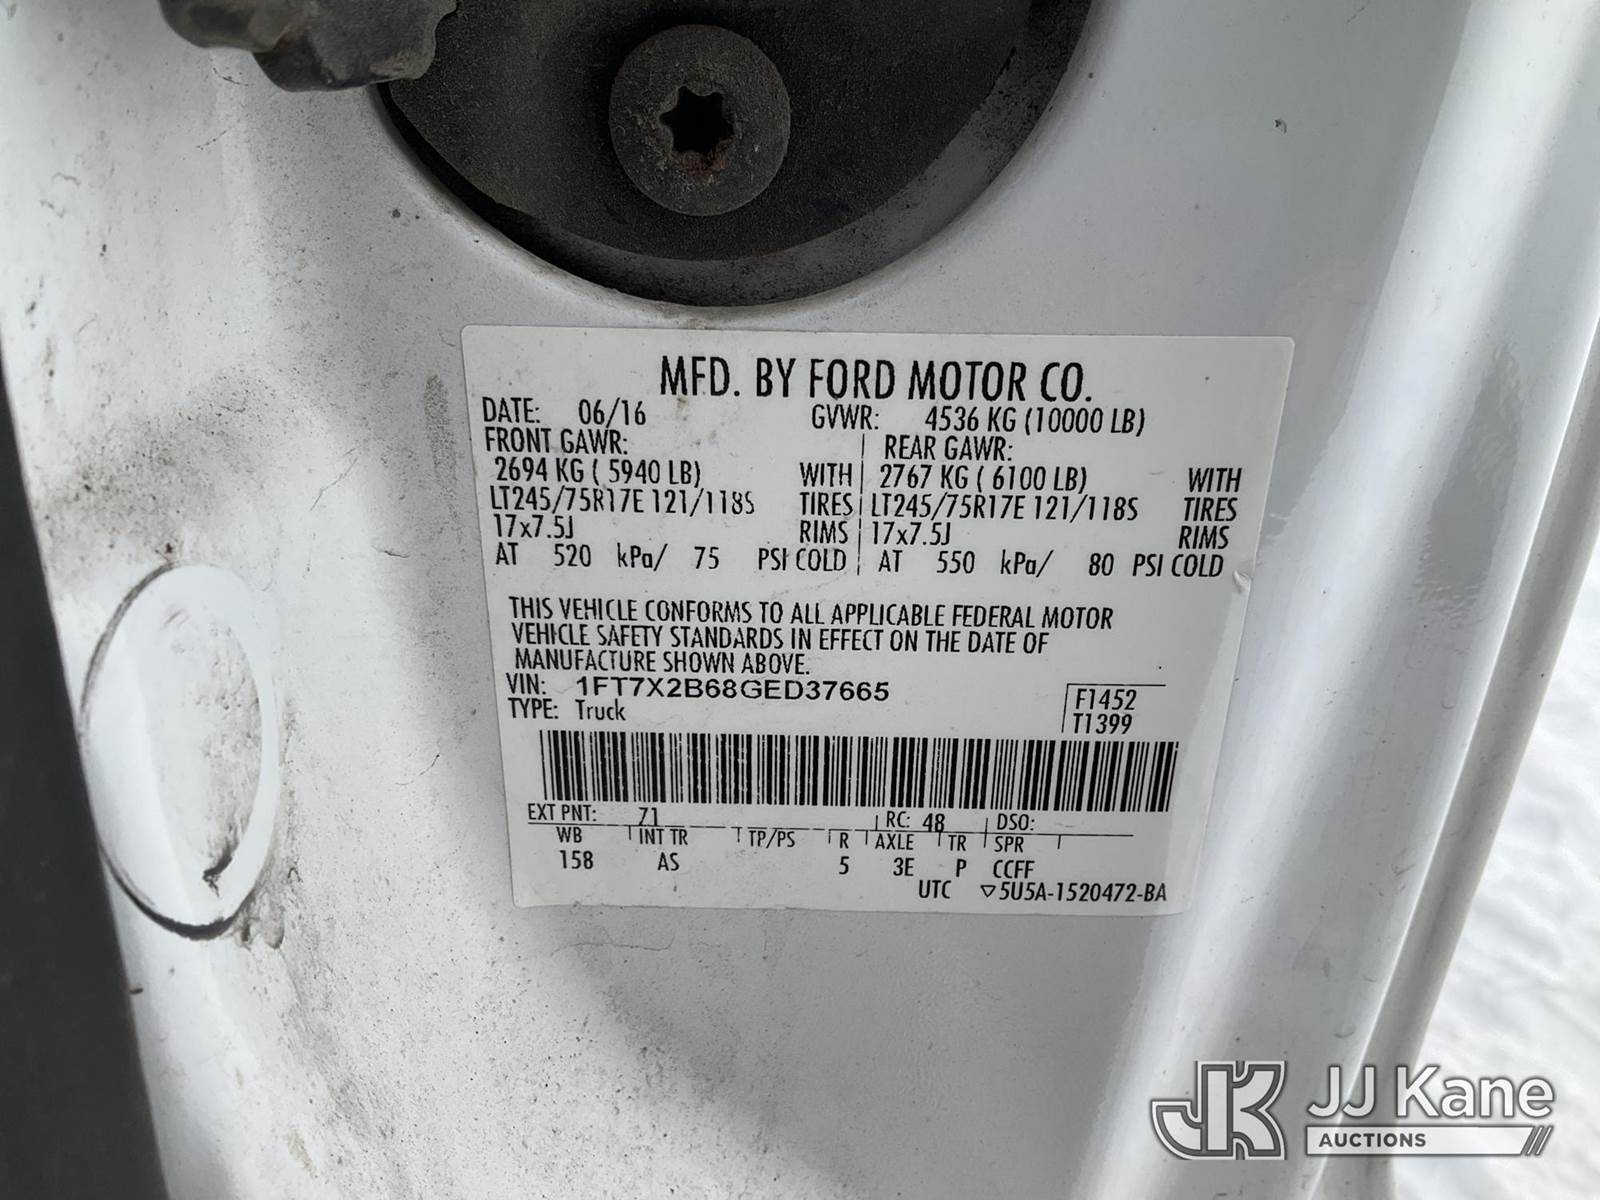 MFD. BY FORD MOTOR CO.
DATE: 06/16 GVWR: 4536 KG (10000 LB)
FRONT GAWR: REAR GAWR:
2694 KG ( 5940 LB) WITH 2767 KG ( 6100 LB) WITH
LT245/75R17E 121/118S TIRES LT245/75R17E 121/118S TIRES
17x7.5J RIMS 17x7.5J RIMS
AT 520 kPa/ 75 PSI COLD AT 550 kPa/ 80 PSI COLD
THIS VEHICLE CONFORMS TO ALL APPLICABLE FEDERAL MOTOR
VEHICLE SAFETY STANDARDS IN EFFECT ON THE DATE OF
MANUFACTURE SHOWN ABOVE.
VIN: 1FT7X2B68GED37665 F1452
TYPE: Truck T1399
EXT PNT: 71 RC: 48 DSO:
WB INT TR TP/PS R AXLE TR SPR
158 AS 5 3E P CCFF
UTC ▽5U5A-1520472-BA
JK JJ Kane
AUCTIONS